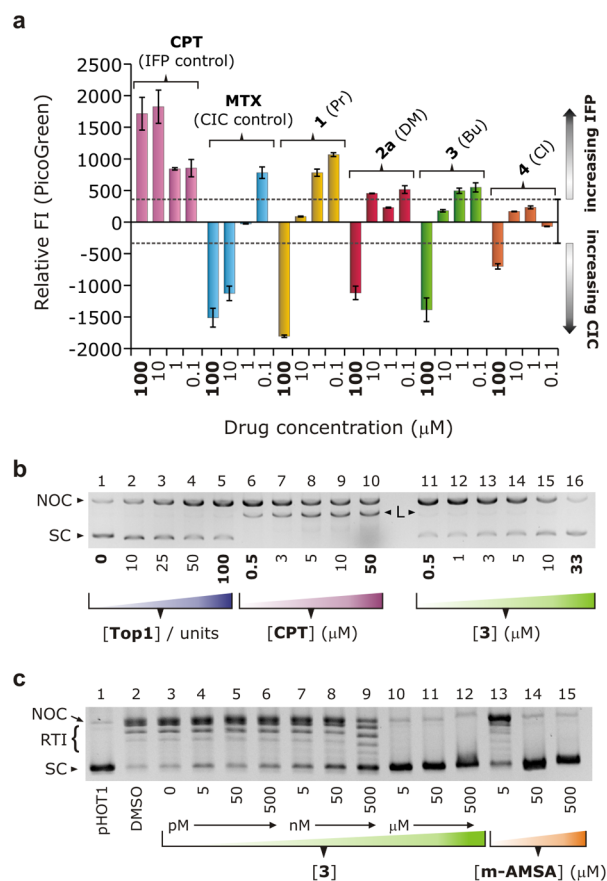 a
CPT
(IFP control)
MTX
(CIC control)
1 (Pr)
2a (DM)
3 (Bu)
4 (Cl)
Relative FI (PicoGreen)
2500
2000
1500
1000
500
0
-500
-1000
-1500
-2000
increasing IFP
increasing CIC
100 10 1 0.1 100 10 1 0.1 100 10 1 0.1 100 10 1 0.1 100 10 1 0.1 100 10 1 0.1
Drug concentration (μM)
b
1 2 3 4 5 6 7 8 9 10 11 12 13 14 15 16
NOC
L
SC
0 10 25 50 100 0.5 3 5 10 50 0.5 1 3 5 10 33
[Top1] / units [CPT] (μM) [3] (μM)
c
1 2 3 4 5 6 7 8 9 10 11 12 13 14 15
NOC
RTI
SC
pHOT1 DMSO 0 5 50 500 5 50 500 5 50 500 5 50 500
pM nM μM
[3] [m-AMSA] (μM)